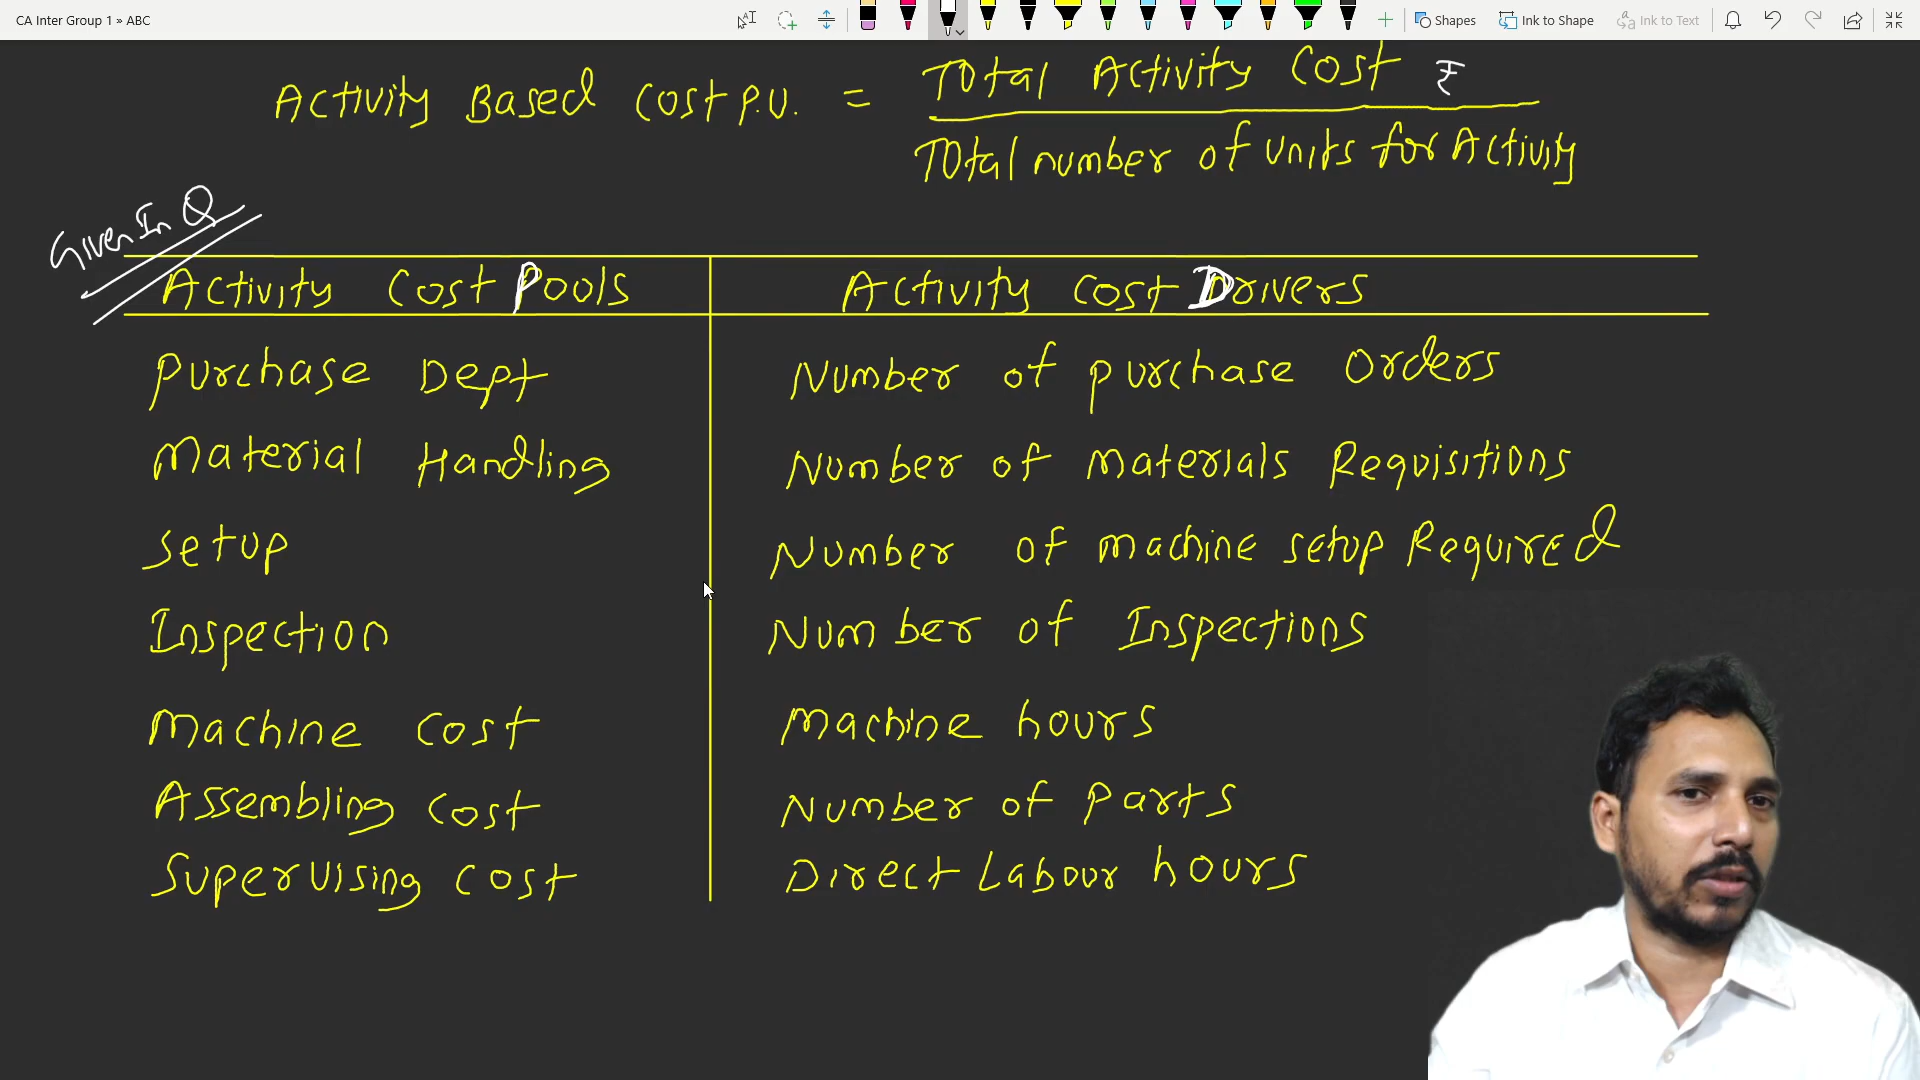 CA Inter Group 1 » ABC
Shapes Ink to Shape Ink to Text
Activity Based Cost P.U. = Total Activity Cost ₹
Total number of units for Activity
Given In Q
Activity Cost Pools Activity Cost Drivers
Purchase Dept Number of purchase Orders
Material Handling Number of Materials Requisitions
Setup Number of machine setup Required
Inspection Number of Inspections
Machine Cost Machine hours
Assembling Cost Number of Parts
Supervising Cost Direct Labour hours